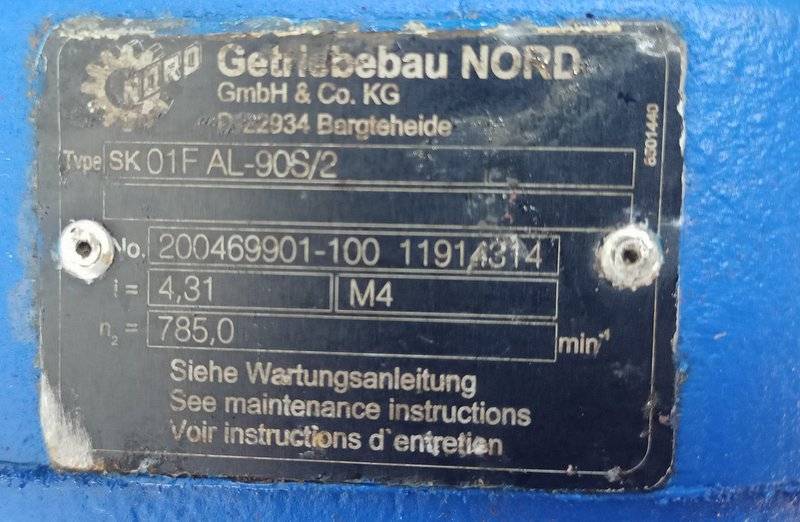 NORD
Getriebebau NORD
GmbH & Co. KG
D-22934 Bargteheide
Type SK 01F AL-90S/2
No. 200469901-100 11914314
i = 4,31 M4
n₂ = 785,0 min⁻¹
Siehe Wartungsanleitung
See maintenance instructions
Voir instructions d'entretien
6501440